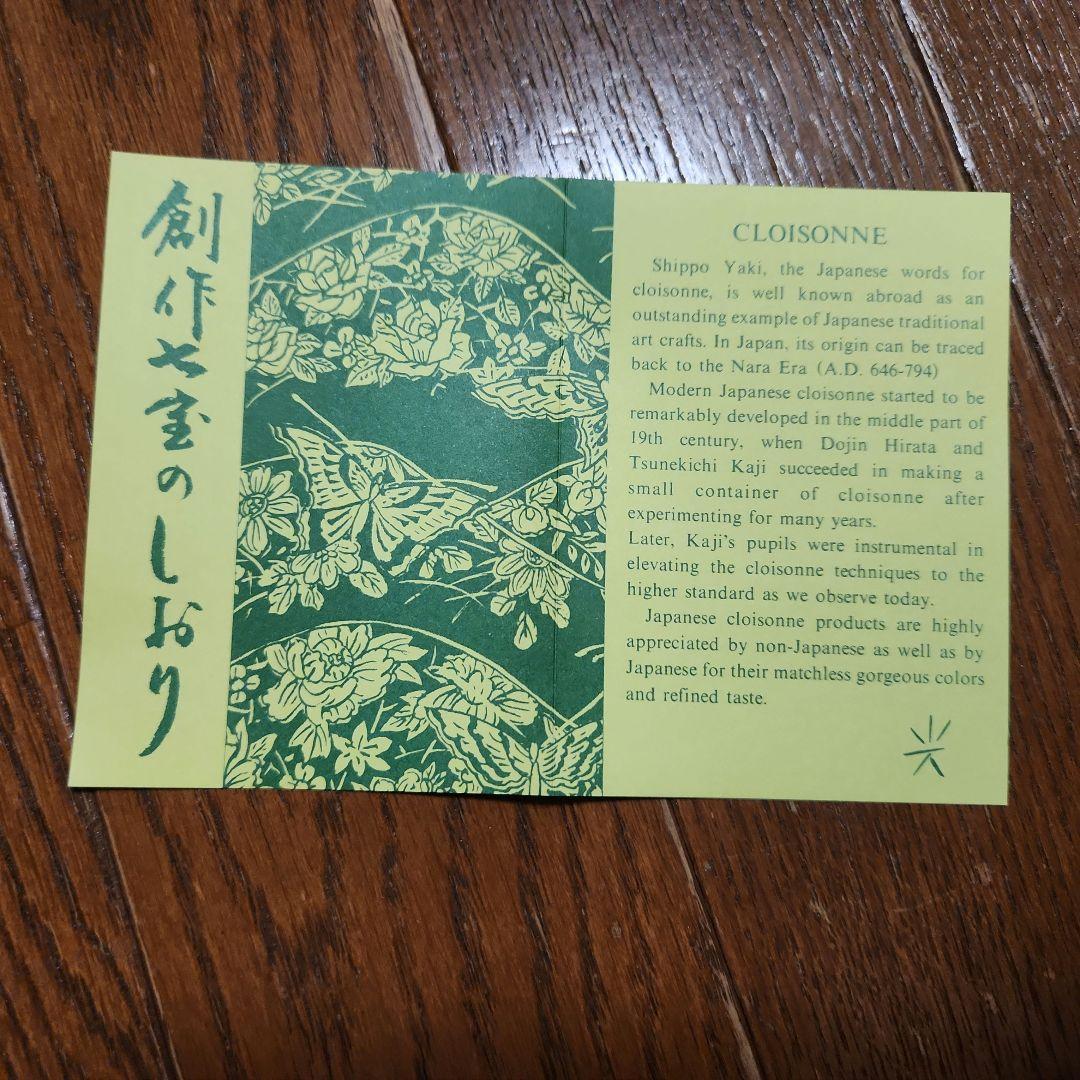 創作七宝のしおり
CLOISONNE
Shippo Yaki, the Japanese words for
cloisonne, is well known abroad as an
outstanding example of Japanese traditional
art crafts. In Japan, its origin can be traced
back to the Nara Era (A.D. 646-794)
Modern Japanese cloisonne started to be
remarkably developed in the middle part of
19th century, when Dojin Hirata and
Tsunekichi Kaji succeeded in making a
small container of cloisonne after
experimenting for many years.
Later, Kaji's pupils were instrumental in
elevating the cloisonne techniques to the
higher standard as we observe today.
Japanese cloisonne products are highly
appreciated by non-Japanese as well as by
Japanese for their matchless gorgeous colors
and refined taste.